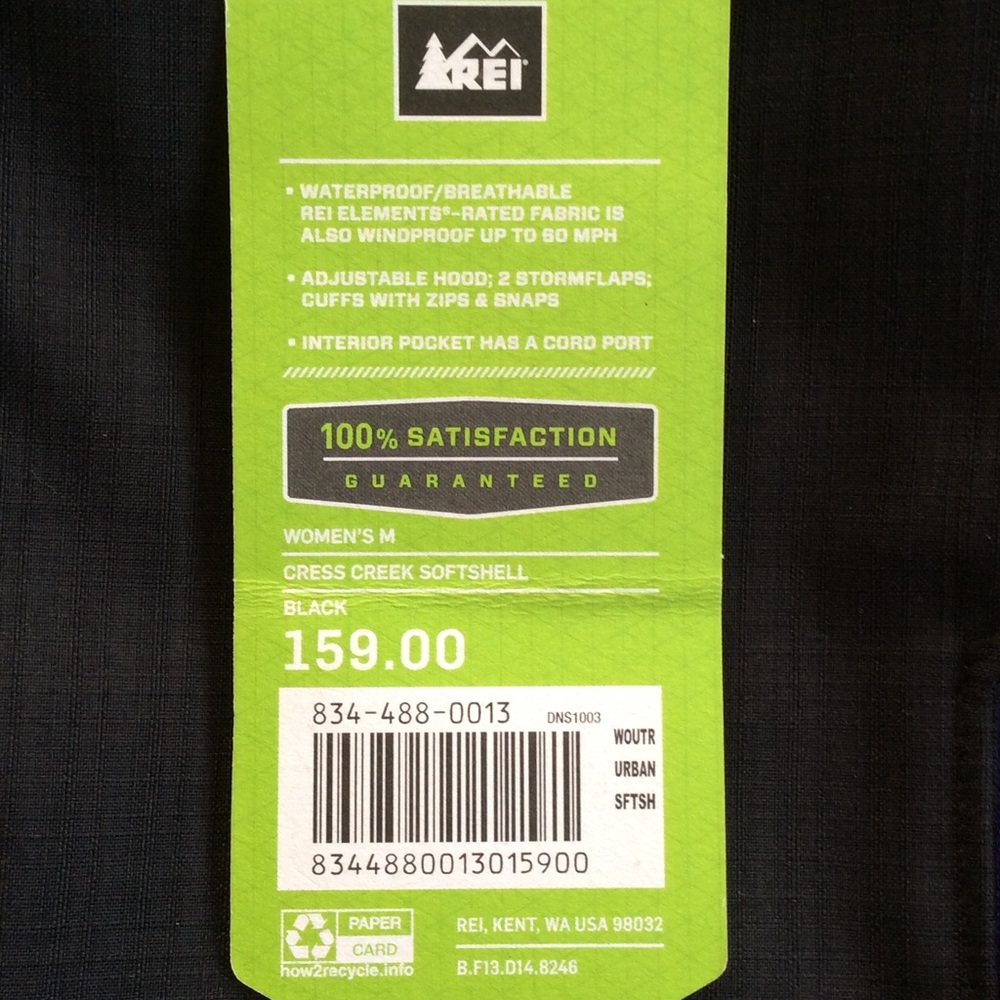 REI
• WATERPROOF/BREATHABLE
REI ELEMENTS®-RATED FABRIC IS
ALSO WINDPROOF UP TO 60 MPH
• ADJUSTABLE HOOD; 2 STORMFLAPS;
CUFFS WITH ZIPS & SNAPS
• INTERIOR POCKET HAS A CORD PORT
100% SATISFACTION
GUARANTEED
WOMEN'S M
CRESS CREEK SOFTSHELL
BLACK
159.00
834-488-0013 DNS1003
WOUTR
URBAN
SFTSH
8344880013015900
PAPER
CARD
how2recycle.info
REI, KENT, WA USA 98032
B.F13.D14.8246